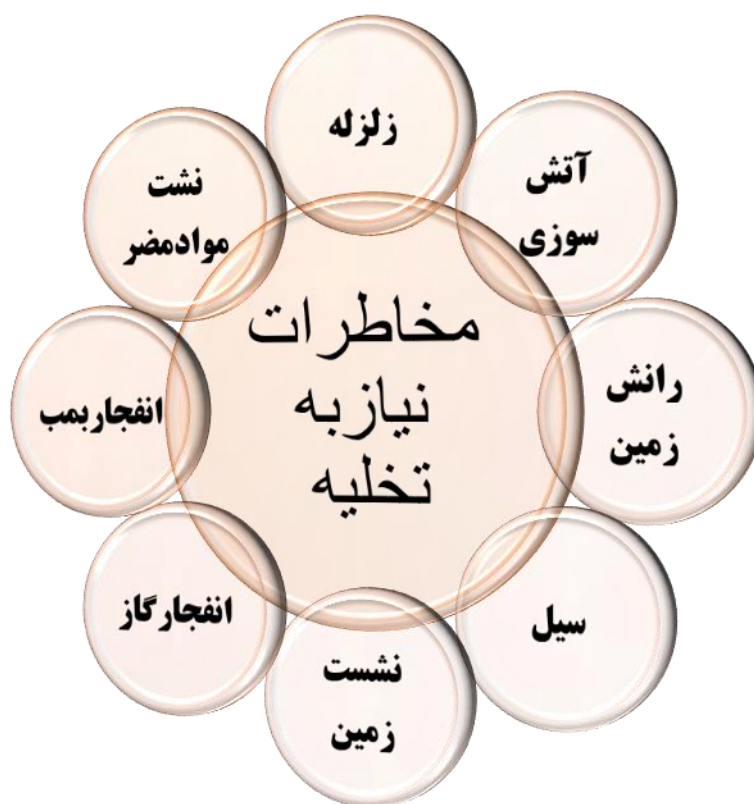 مخاطرات
نیازبه
تخلیه
زلزله
آتش
سوزی
رانش
زمین
سیل
نشست
زمین
انفجارگاز
انفجاربمب
نشت
موادمضر